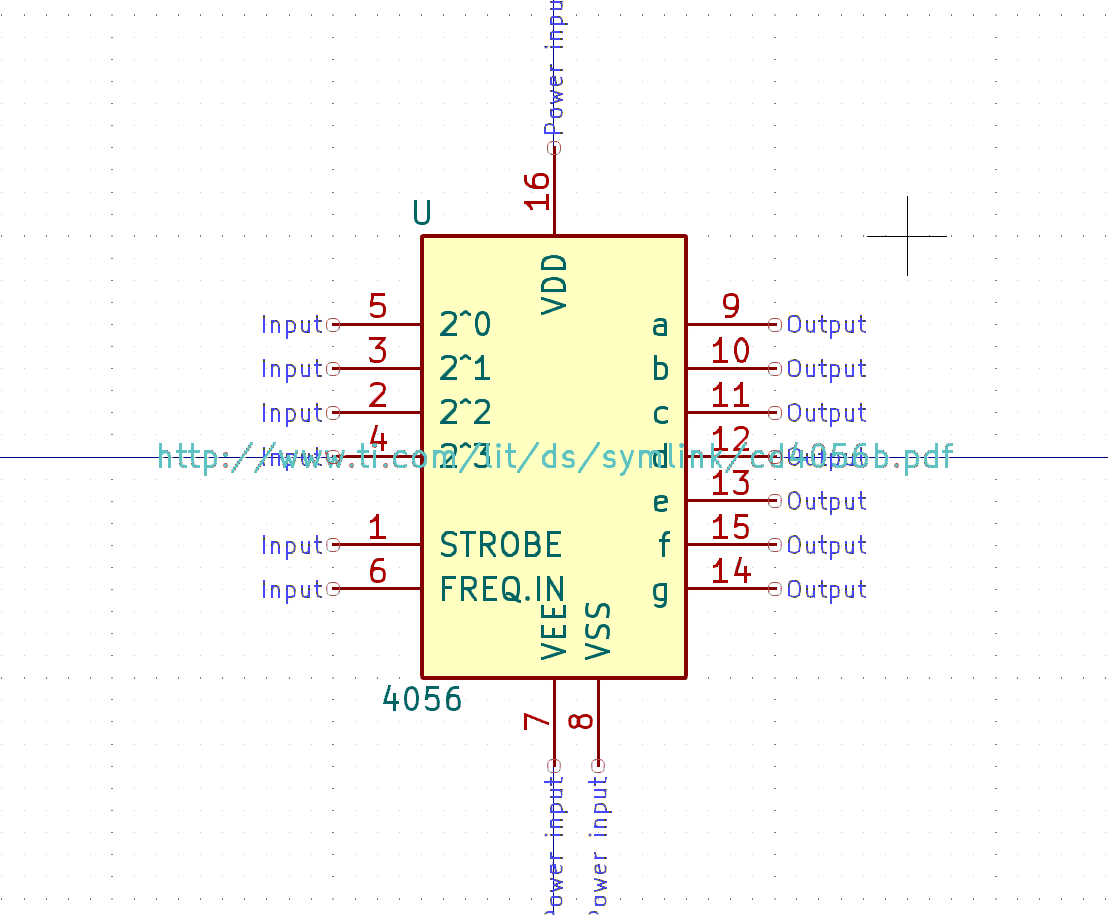 Power input
16
U
VDD
Input 5 2^0 a 9 Output
Input 3 2^1 b 10 Output
Input 2 2^2 c 11 Output
Input 4 2^3 d 12 Output
http://www.ti.com/lit/ds/symlink/cd4056b.pdf
e 13 Output
Input 1 STROBE f 15 Output
Input 6 FREQ.IN g 14 Output
VEE VSS
4056
7 8
Power input Power input